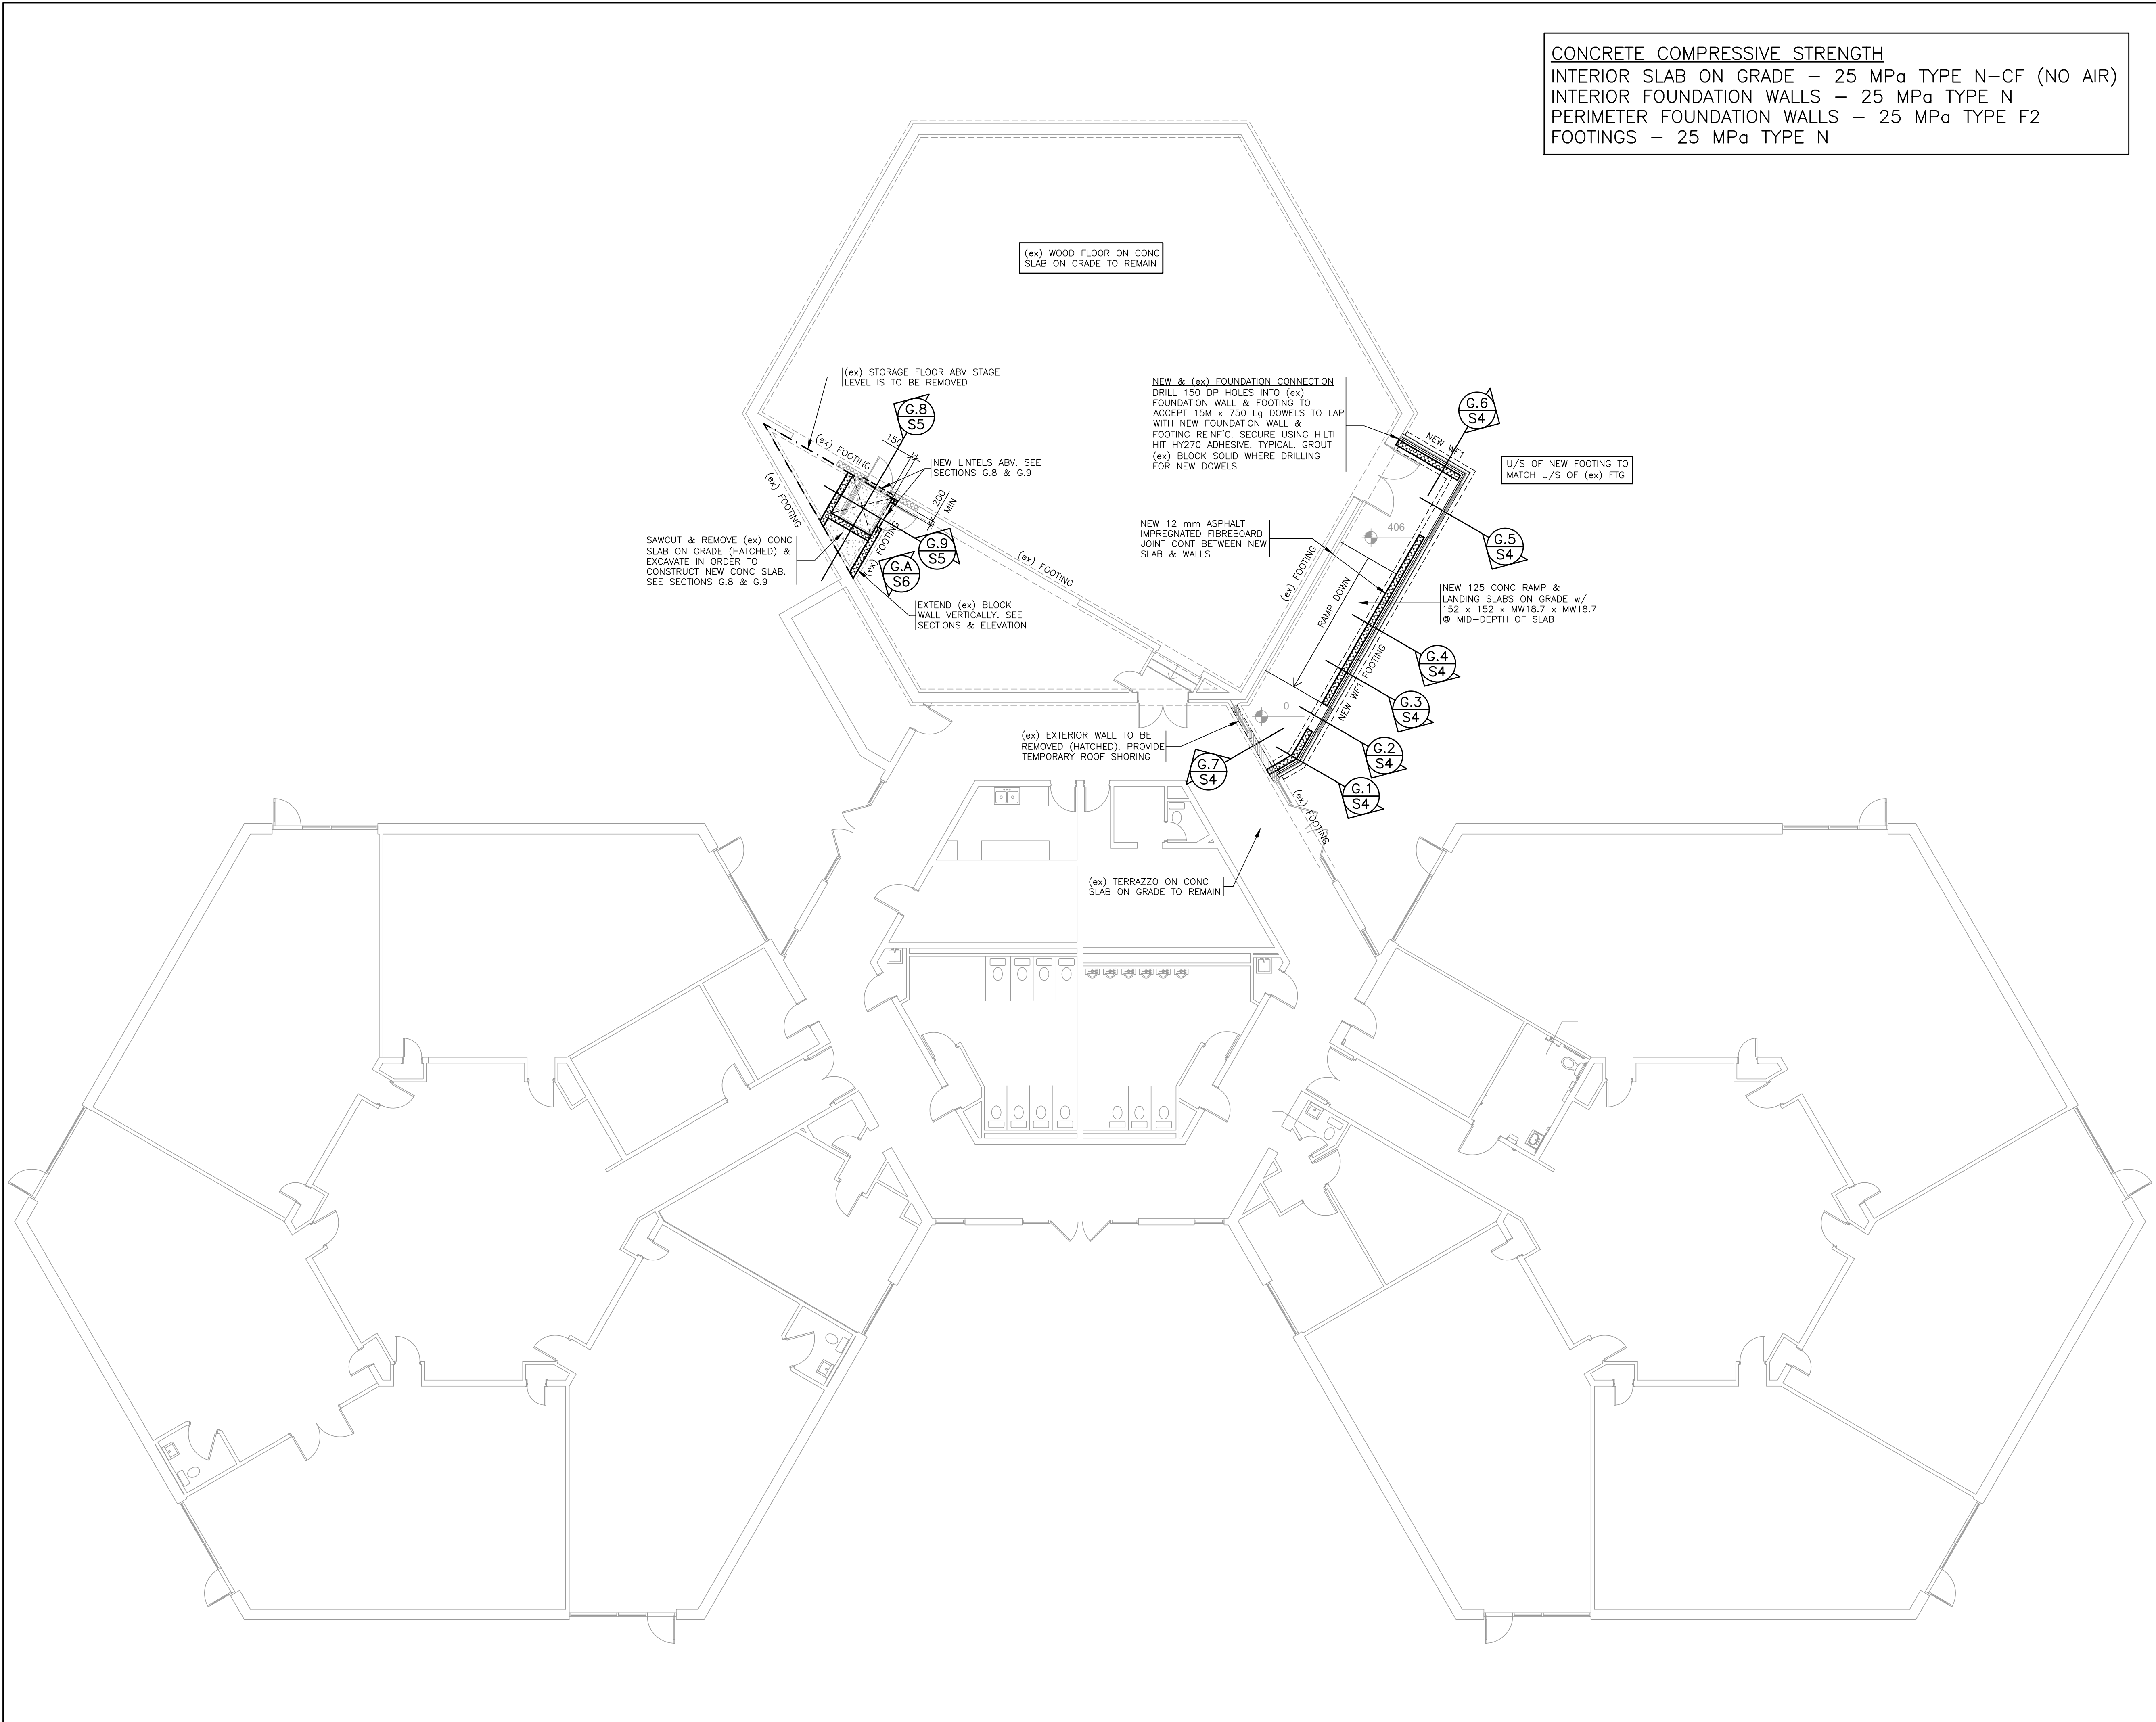 CONCRETE COMPRESSIVE STRENGTH
INTERIOR SLAB ON GRADE – 25 MPa TYPE N–CF (NO AIR)
INTERIOR FOUNDATION WALLS – 25 MPa TYPE N
PERIMETER FOUNDATION WALLS – 25 MPa TYPE F2
FOOTINGS – 25 MPa TYPE N
(ex) WOOD FLOOR ON CONC
SLAB ON GRADE TO REMAIN
(ex) STORAGE FLOOR ABV STAGE
LEVEL IS TO BE REMOVED
G.8
S5
150
(ex) FOOTING
NEW LINTELS ABV. SEE
SECTIONS G.8 & G.9
(ex) FOOTING
200
MIN
(ex) FOOTING
G.9
S5
G.A
S6
SAWCUT & REMOVE (ex) CONC
SLAB ON GRADE (HATCHED) &
EXCAVATE IN ORDER TO
CONSTRUCT NEW CONC SLAB.
SEE SECTIONS G.8 & G.9
EXTEND (ex) BLOCK
WALL VERTICALLY. SEE
SECTIONS & ELEVATION
(ex) FOOTING
NEW & (ex) FOUNDATION CONNECTION
DRILL 150 DP HOLES INTO (ex)
FOUNDATION WALL & FOOTING TO
ACCEPT 15M x 750 Lg DOWELS TO LAP
WITH NEW FOUNDATION WALL &
FOOTING REINF'G. SECURE USING HILTI
HIT HY270 ADHESIVE. TYPICAL. GROUT
(ex) BLOCK SOLID WHERE DRILLING
FOR NEW DOWELS
G.6
S4
NEW WF1
U/S OF NEW FOOTING TO
MATCH U/S OF (ex) FTG
NEW 12 mm ASPHALT
IMPREGNATED FIBREBOARD
JOINT CONT BETWEEN NEW
SLAB & WALLS
406
G.5
S4
(ex) FOOTING
RAMP DOWN
NEW 125 CONC RAMP &
LANDING SLABS ON GRADE w/
152 x 152 x MW18.7 x MW18.7
@ MID–DEPTH OF SLAB
G.4
S4
NEW WF1 FOOTING
G.3
S4
0
(ex) EXTERIOR WALL TO BE
REMOVED (HATCHED). PROVIDE
TEMPORARY ROOF SHORING
G.2
S4
G.7
S4
G.1
S4
(ex) FOOTING
(ex) TERRAZZO ON CONC
SLAB ON GRADE TO REMAIN